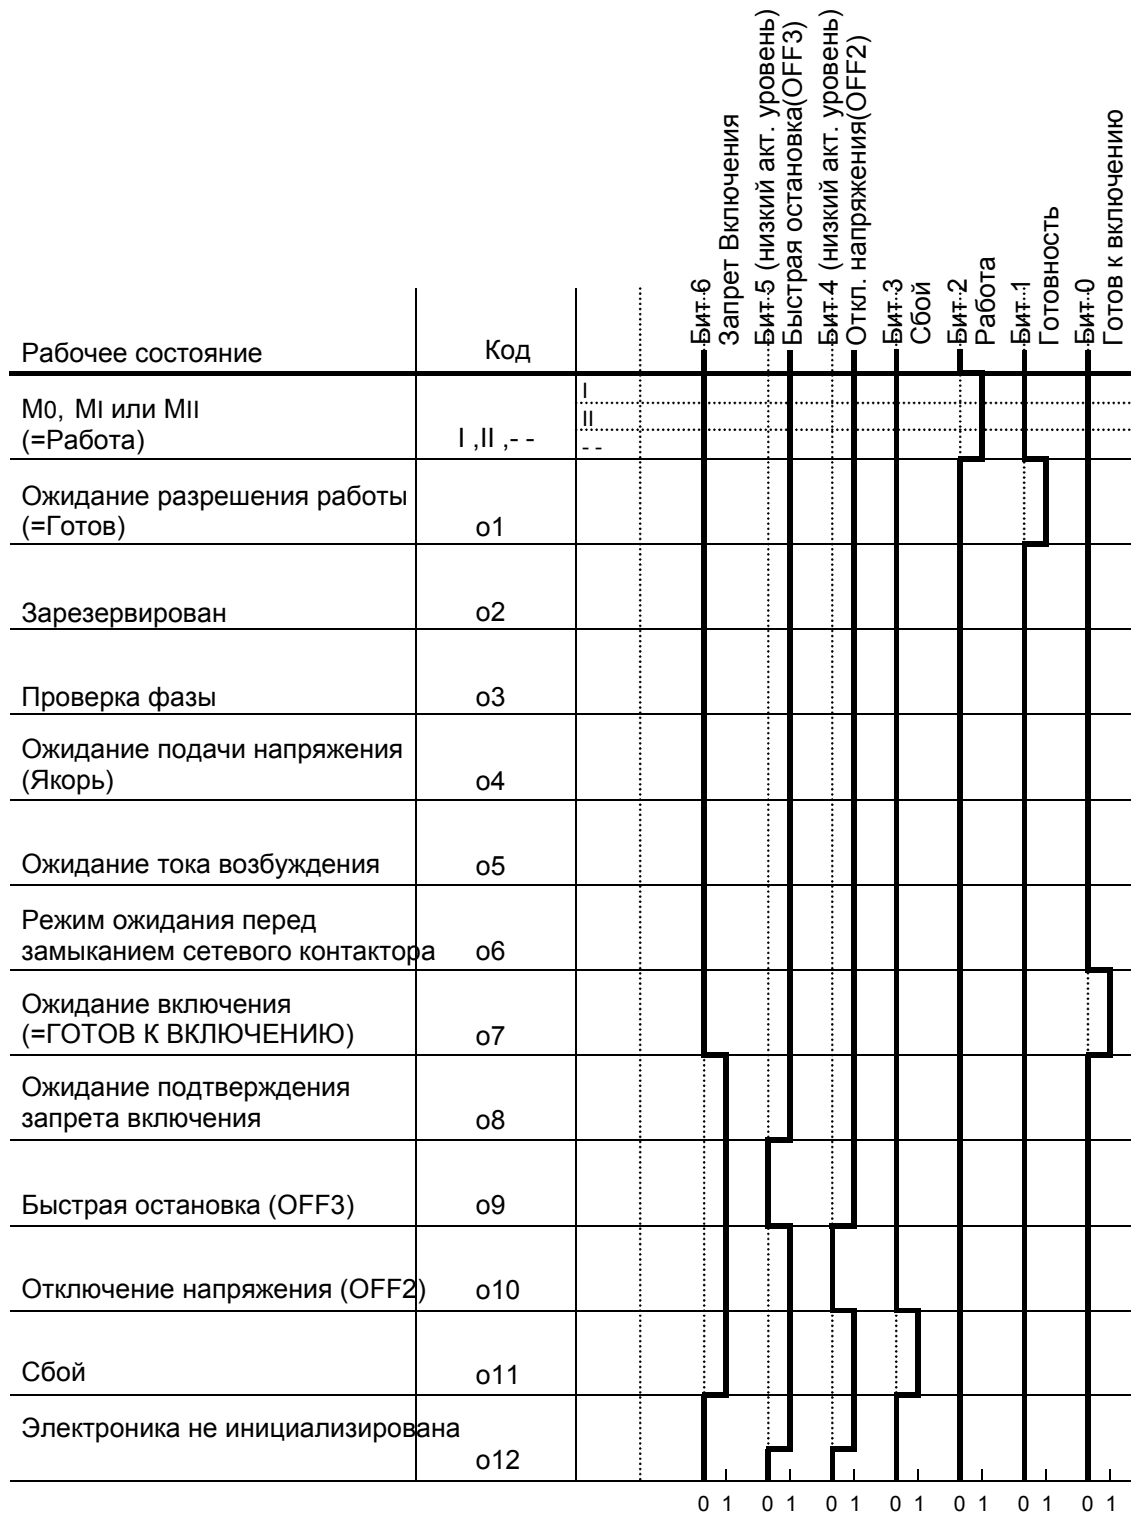 Бит 6
Запрет Включения
Бит 5 (низкий акт. уровень)
Быстрая остановка(OFF3)
Бит 4 (низкий акт. уровень)
Откл. напряжения(OFF2)
Бит 3
Сбой
Бит 2
Работа
Бит 1
Готовность
Бит 0
Готов к включению
Рабочее состояние
Код
M0, MI или MII
(=Работа)
I ,II ,- -
I
II
- -
Ожидание разрешения работы
(=Готов)
o1
Зарезервирован
o2
Проверка фазы
o3
Ожидание подачи напряжения
(Якорь)
o4
Ожидание тока возбуждения
o5
Режим ожидания перед
замыканием сетевого контактора
o6
Ожидание включения
(=ГОТОВ К ВКЛЮЧЕНИЮ)
o7
Ожидание подтверждения
запрета включения
o8
Быстрая остановка (OFF3)
o9
Отключение напряжения (OFF2)
o10
Сбой
o11
Электроника не инициализирована
o12
0 1 0 1 0 1 0 1 0 1 0 1 0 1